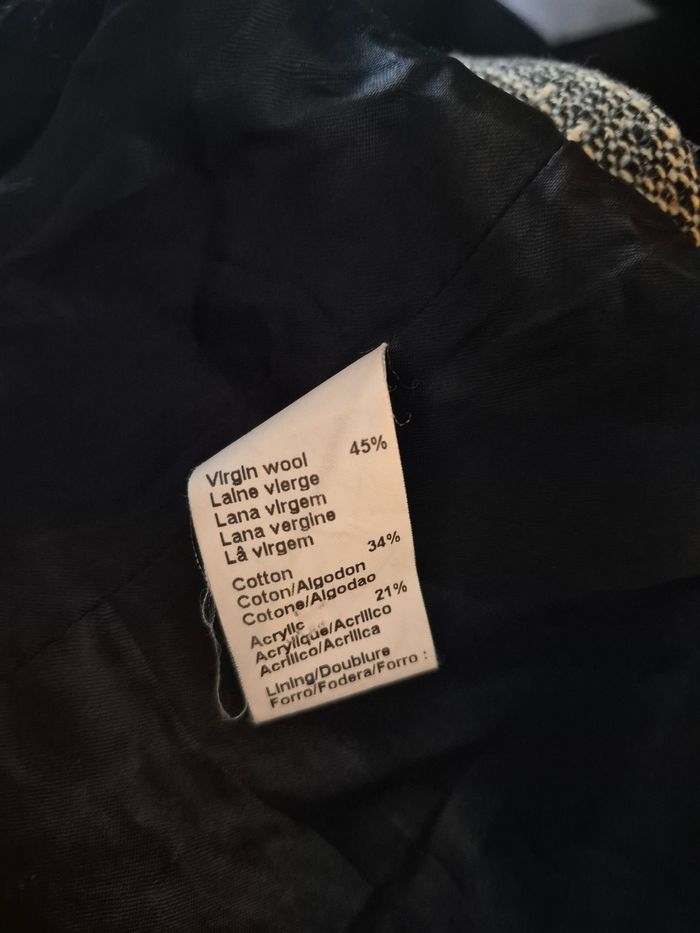 Virgin wool 45%
Laine vierge
Lana virgem
Lana vergine
Lâ virgem
Cotton 34%
Coton/Algodon
Cotone/Algodao
Acrylic 21%
Acrylique/Acrilico
Acrilico/Acrilica
Lining/Doublure
Forro/Fodera/Forro :